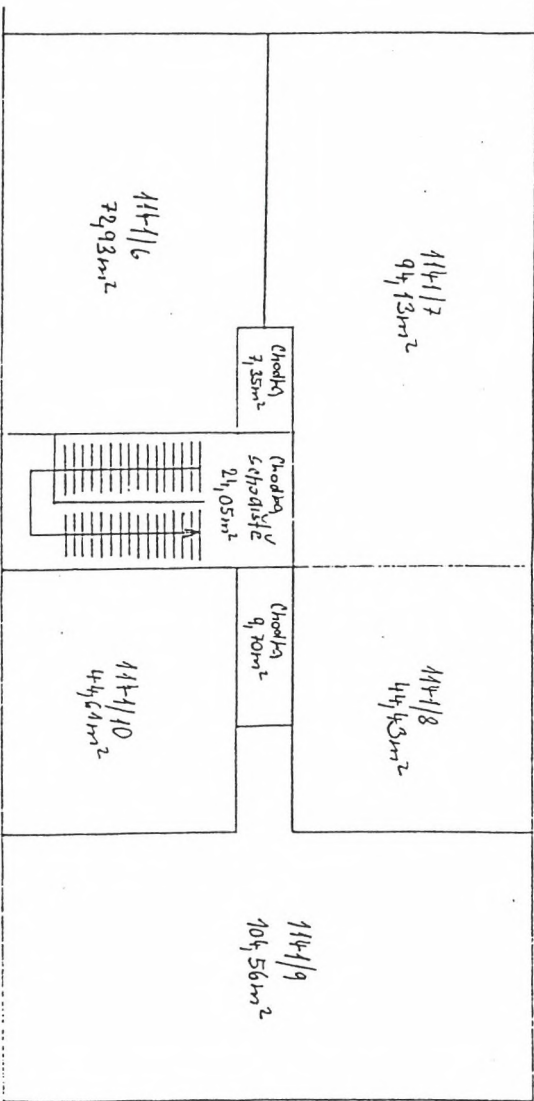 1141/7
94,13m²
1141/8
44,43m²
1141/6
72,93m²
Chodba
7,35m²
Chodba
schodiště
24,05m²
Chodba
9,70m²
1141/10
44,61m²
1141/9
104,56m²